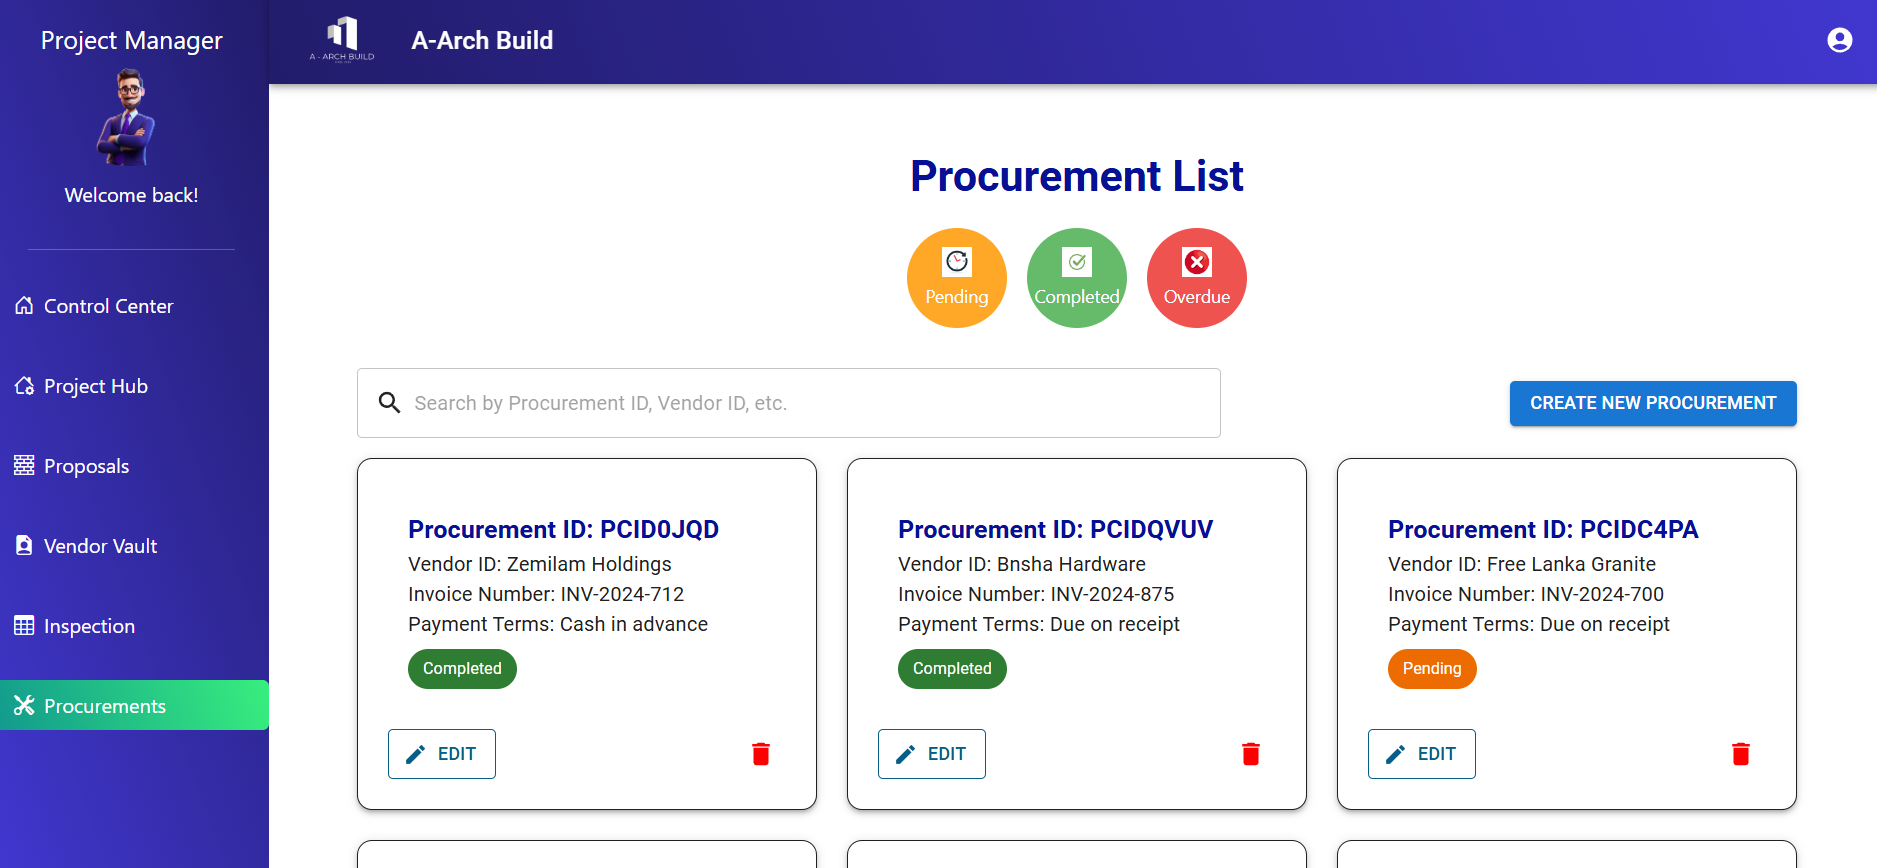 Project Manager
Welcome back!
Control Center
Project Hub
Proposals
Vendor Vault
Inspection
Procurements
A - ARCH BUILD
A-Arch Build
Procurement List
Pending
Completed
Overdue
Search by Procurement ID, Vendor ID, etc.
CREATE NEW PROCUREMENT
Procurement ID: PCID0JQD
Vendor ID: Zemilam Holdings
Invoice Number: INV-2024-712
Payment Terms: Cash in advance
Completed
EDIT
Procurement ID: PCIDQVUV
Vendor ID: Bnsha Hardware
Invoice Number: INV-2024-875
Payment Terms: Due on receipt
Completed
EDIT
Procurement ID: PCIDC4PA
Vendor ID: Free Lanka Granite
Invoice Number: INV-2024-700
Payment Terms: Due on receipt
Pending
EDIT